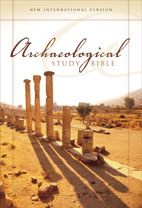 NEW INTERNATIONAL VERSION
Archaeological
STUDY BIBLE